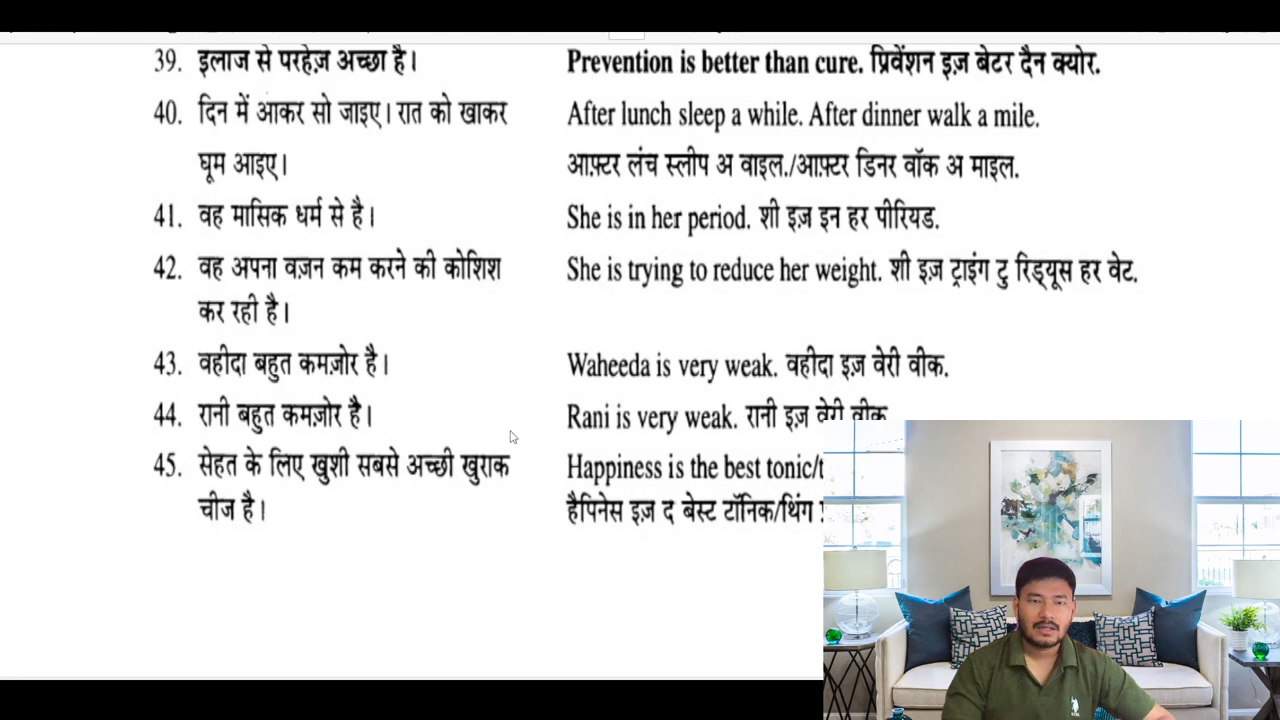 39. इलाज से परहेज़ अच्छा है। Prevention is better than cure. प्रिवेंशन इज़ बेटर दैन क्योर.
40. दिन में आकर सो जाइए। रात को खाकर After lunch sleep a while. After dinner walk a mile.
घूम आइए। आफ़्टर लंच स्लीप अ वाइल./आफ़्टर डिनर वॉक अ माइल.
41. वह मासिक धर्म से है। She is in her period. शी इज़ इन हर पीरियड.
42. वह अपना वज़न कम करने की कोशिश She is trying to reduce her weight. शी इज़ ट्राइंग टु रिड्यूस हर वेट.
कर रही है।
43. वहीदा बहुत कमज़ोर है। Waheeda is very weak. वहीदा इज़ वेरी वीक.
44. रानी बहुत कमज़ोर है। Rani is very weak. रानी इज़ वेरी वीक
45. सेहत के लिए खुशी सबसे अच्छी खुराक Happiness is the best tonic/
चीज है। हैपिनेस इज़ द बेस्ट टॉनिक/थिंग